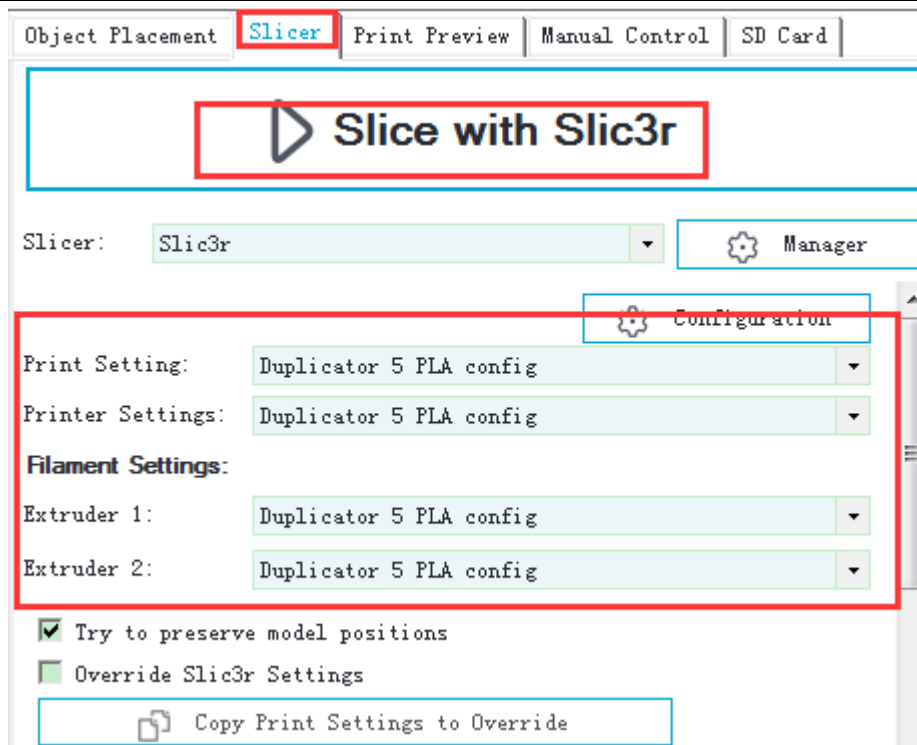 Object Placement Slicer Print Preview Manual Control SD Card
Slice with Slic3r
Slicer: Slic3r Manager
Configuration
Print Setting: Duplicator 5 PLA config
Printer Settings: Duplicator 5 PLA config
Filament Settings:
Extruder 1: Duplicator 5 PLA config
Extruder 2: Duplicator 5 PLA config
Try to preserve model positions
Override Slic3r Settings
Copy Print Settings to Override